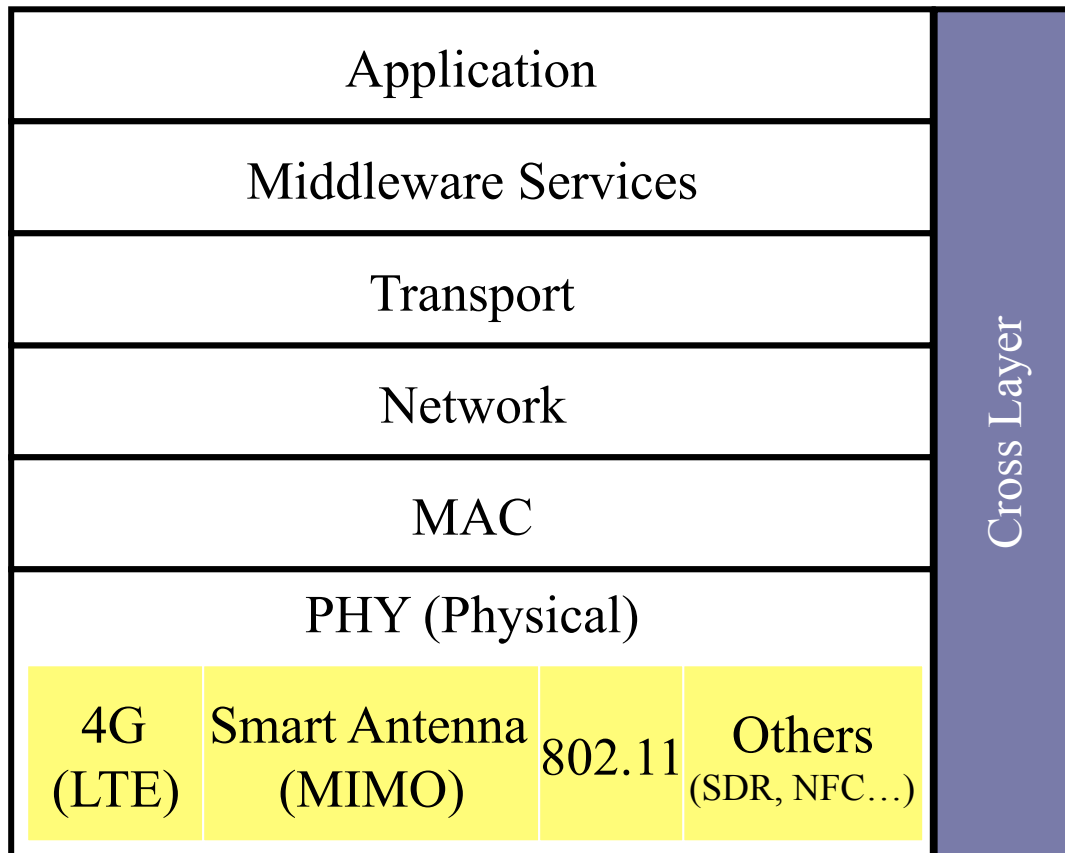 Application
Middleware Services
Transport
Network
MAC
PHY (Physical)
4G
(LTE)
Smart Antenna
(MIMO)
802.11
Others
(SDR, NFC…)
Cross Layer